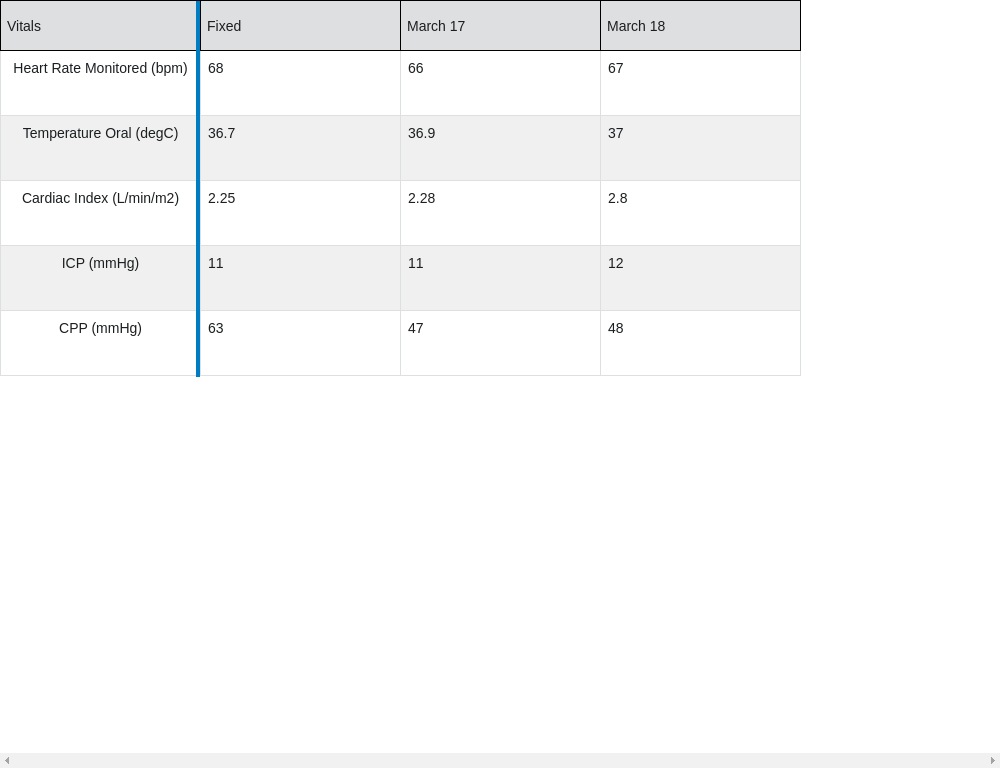 Vitals Fixed March 17 March 18
Heart Rate Monitored (bpm) 68 66 67
Temperature Oral (degC) 36.7 36.9 37
Cardiac Index (L/min/m2) 2.25 2.28 2.8
ICP (mmHg) 11 11 12
CPP (mmHg) 63 47 48